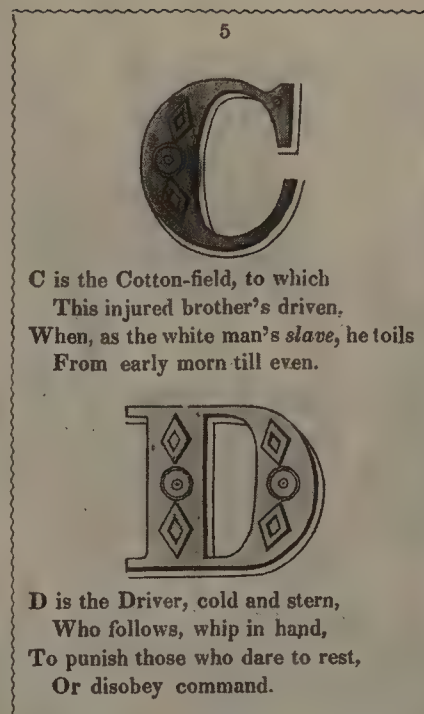 5
C
C is the Cotton-field, to which
This injured brother's driven,
When, as the white man's slave, he toils
From early morn till even.
D
D is the Driver, cold and stern,
Who follows, whip in hand,
To punish those who dare to rest,
Or disobey command.